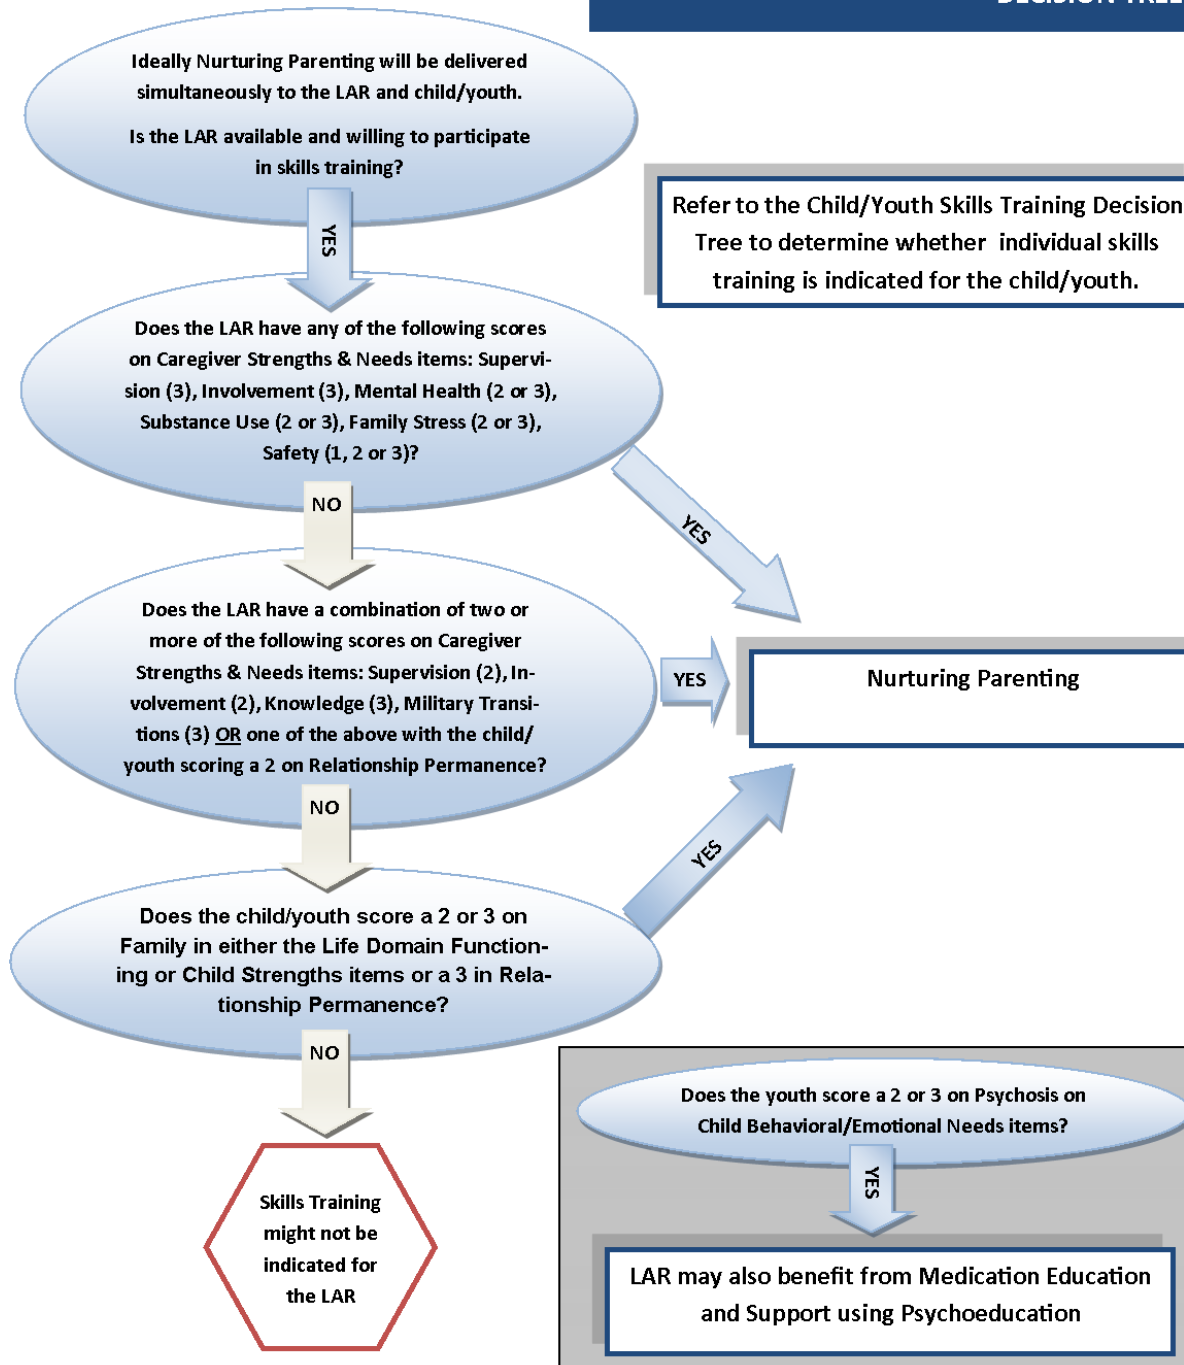 DECISION TREE
Ideally Nurturing Parenting will be delivered
simultaneously to the LAR and child/youth.
Is the LAR available and willing to participate
in skills training?
YES
Refer to the Child/Youth Skills Training Decision
Tree to determine whether individual skills
training is indicated for the child/youth.
Does the LAR have any of the following scores
on Caregiver Strengths & Needs items: Supervi-
sion (3), Involvement (3), Mental Health (2 or 3),
Substance Use (2 or 3), Family Stress (2 or 3),
Safety (1, 2 or 3)?
NO
YES
Does the LAR have a combination of two or
more of the following scores on Caregiver
Strengths & Needs items: Supervision (2), In-
volvement (2), Knowledge (3), Military Transi-
tions (3) OR one of the above with the child/
youth scoring a 2 on Relationship Permanence?
YES
Nurturing Parenting
NO
YES
Does the child/youth score a 2 or 3 on
Family in either the Life Domain Function-
ing or Child Strengths items or a 3 in Rela-
tionship Permanence?
NO
Skills Training
might not be
indicated for
the LAR
Does the youth score a 2 or 3 on Psychosis on
Child Behavioral/Emotional Needs items?
YES
LAR may also benefit from Medication Education
and Support using Psychoeducation